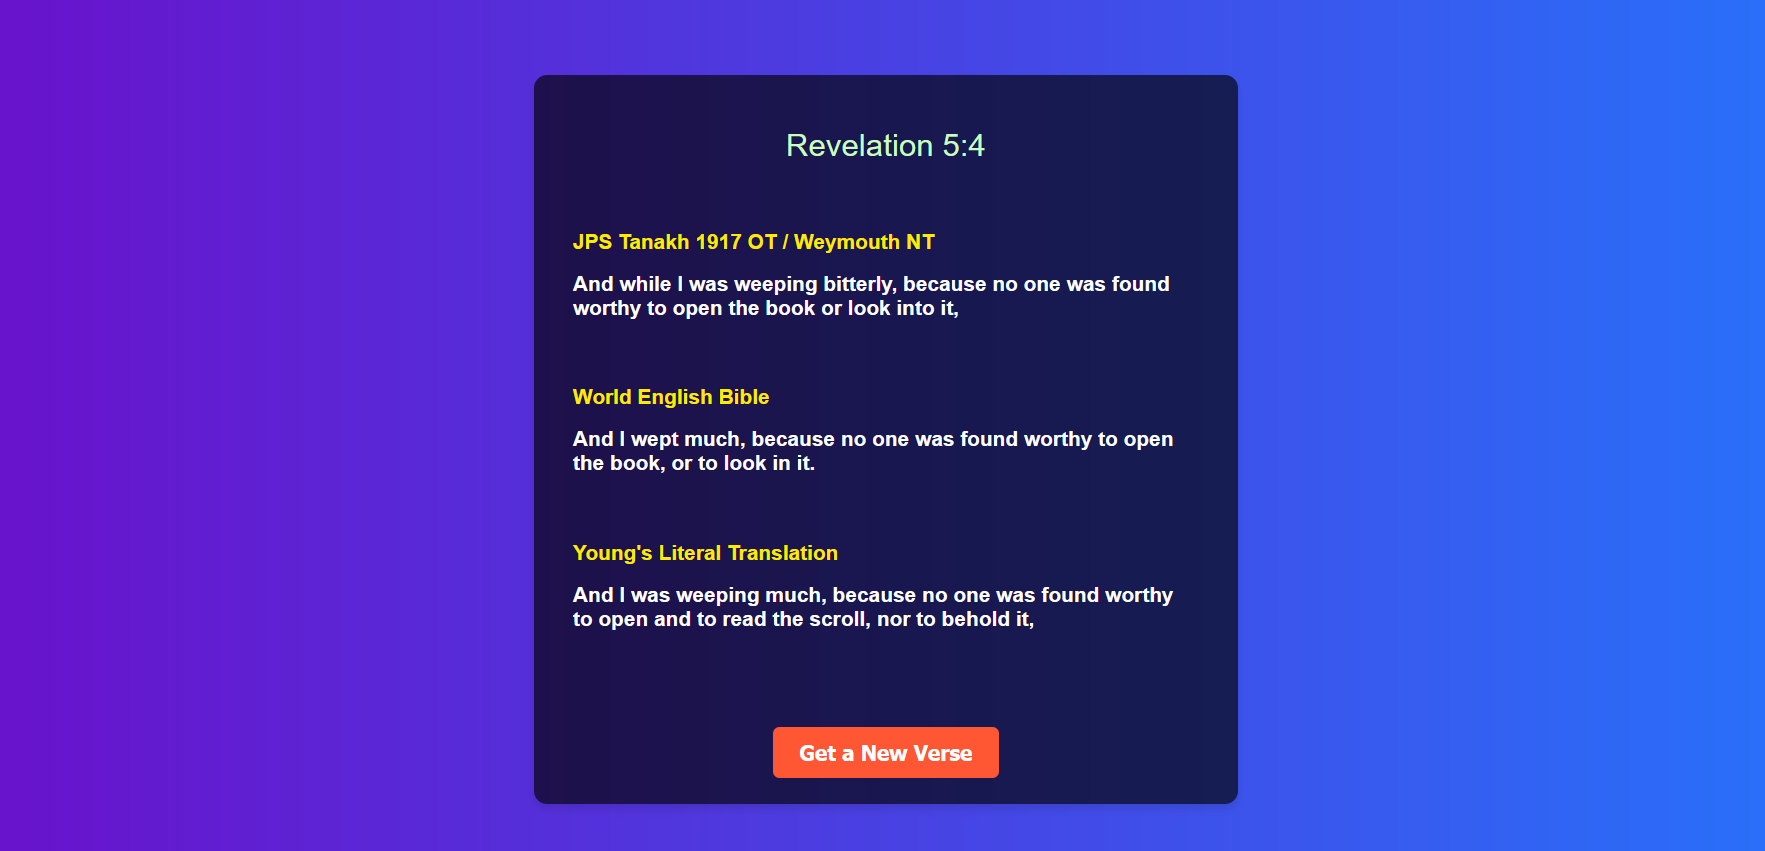 Revelation 5:4
JPS Tanakh 1917 OT / Weymouth NT
And while I was weeping bitterly, because no one was found
worthy to open the book or look into it,
World English Bible
And I wept much, because no one was found worthy to open
the book, or to look in it.
Young's Literal Translation
And I was weeping much, because no one was found worthy
to open and to read the scroll, nor to behold it,
Get a New Verse